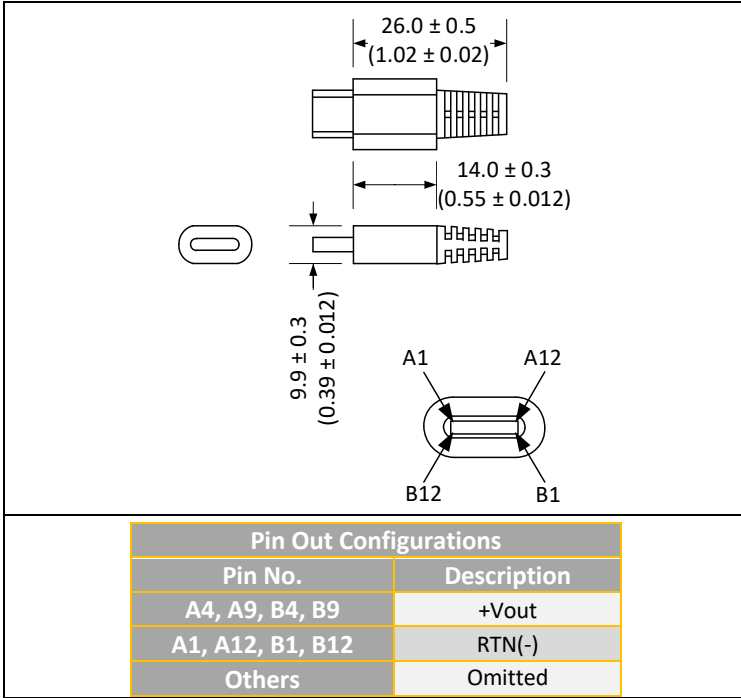 26.0 ± 0.5
(1.02 ± 0.02)
14.0 ± 0.3
(0.55 ± 0.012)
9.9 ± 0.3
(0.39 ± 0.012)
A1 A12
B12 B1
Pin Out Configurations
Pin No. Description
A4, A9, B4, B9 +Vout
A1, A12, B1, B12 RTN(-)
Others Omitted